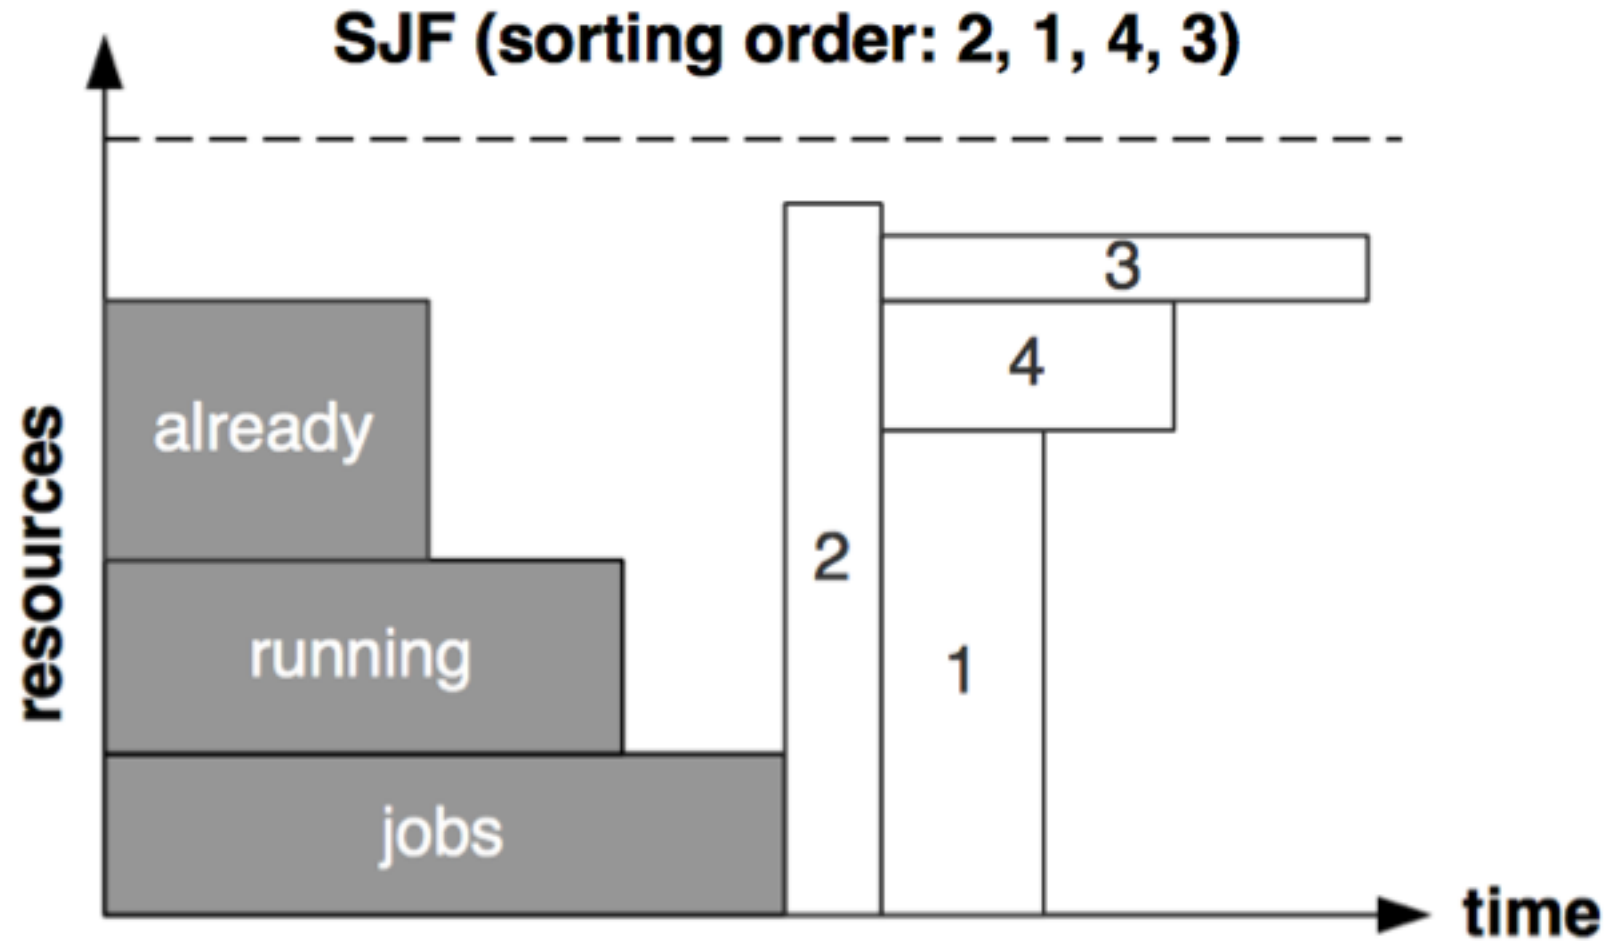 SJF (sorting order: 2, 1, 4, 3)
3
4
already
2
running
1
jobs
resources
time